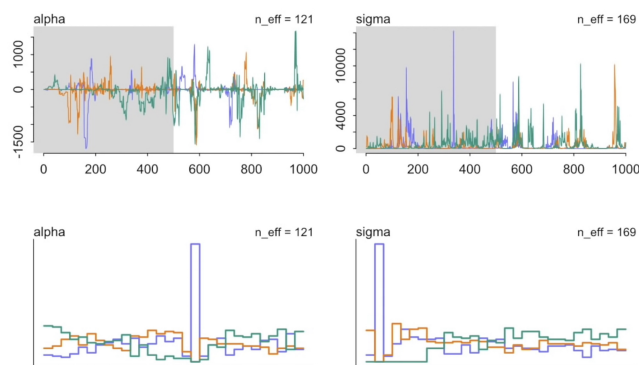 alpha n_eff = 121
sigma n_eff = 169
1000
0
-1500
0 200 400 600 800 1000
10000
4000
0
0 200 400 600 800 1000
alpha n_eff = 121
sigma n_eff = 169